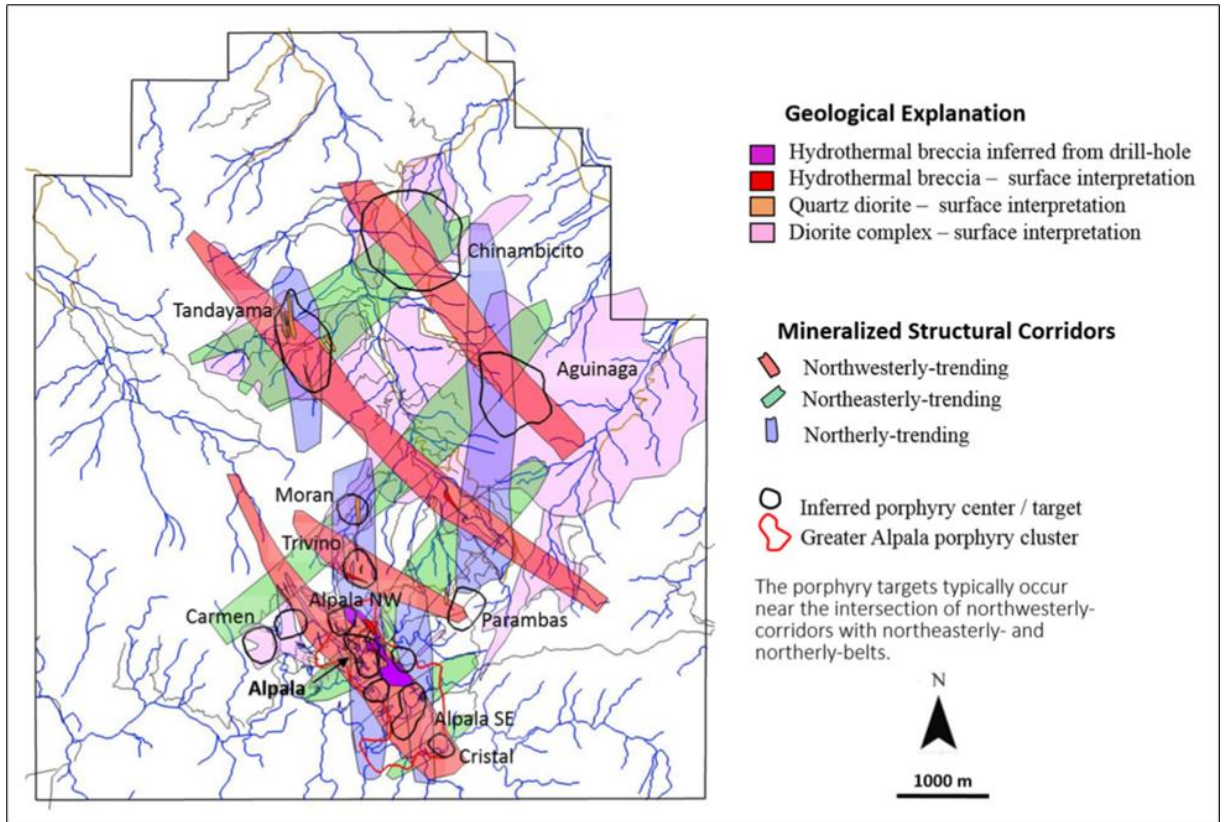 Geological Explanation
Hydrothermal breccia inferred from drill-hole
Hydrothermal breccia – surface interpretation
Quartz diorite – surface interpretation
Diorite complex – surface interpretation
Chinambicito
Tandayama
Aguinaga
Mineralized Structural Corridors
Northwesterly-trending
Northeasterly-trending
Northerly-trending
Moran
Trivino
Alpala NW
Carmen
Parambas
Alpala
Alpala SE
Cristal
Inferred porphyry center / target
Greater Alpala porphyry cluster
The porphyry targets typically occur
near the intersection of northwesterly-
corridors with northeasterly- and
northerly-belts.
N
1000 m